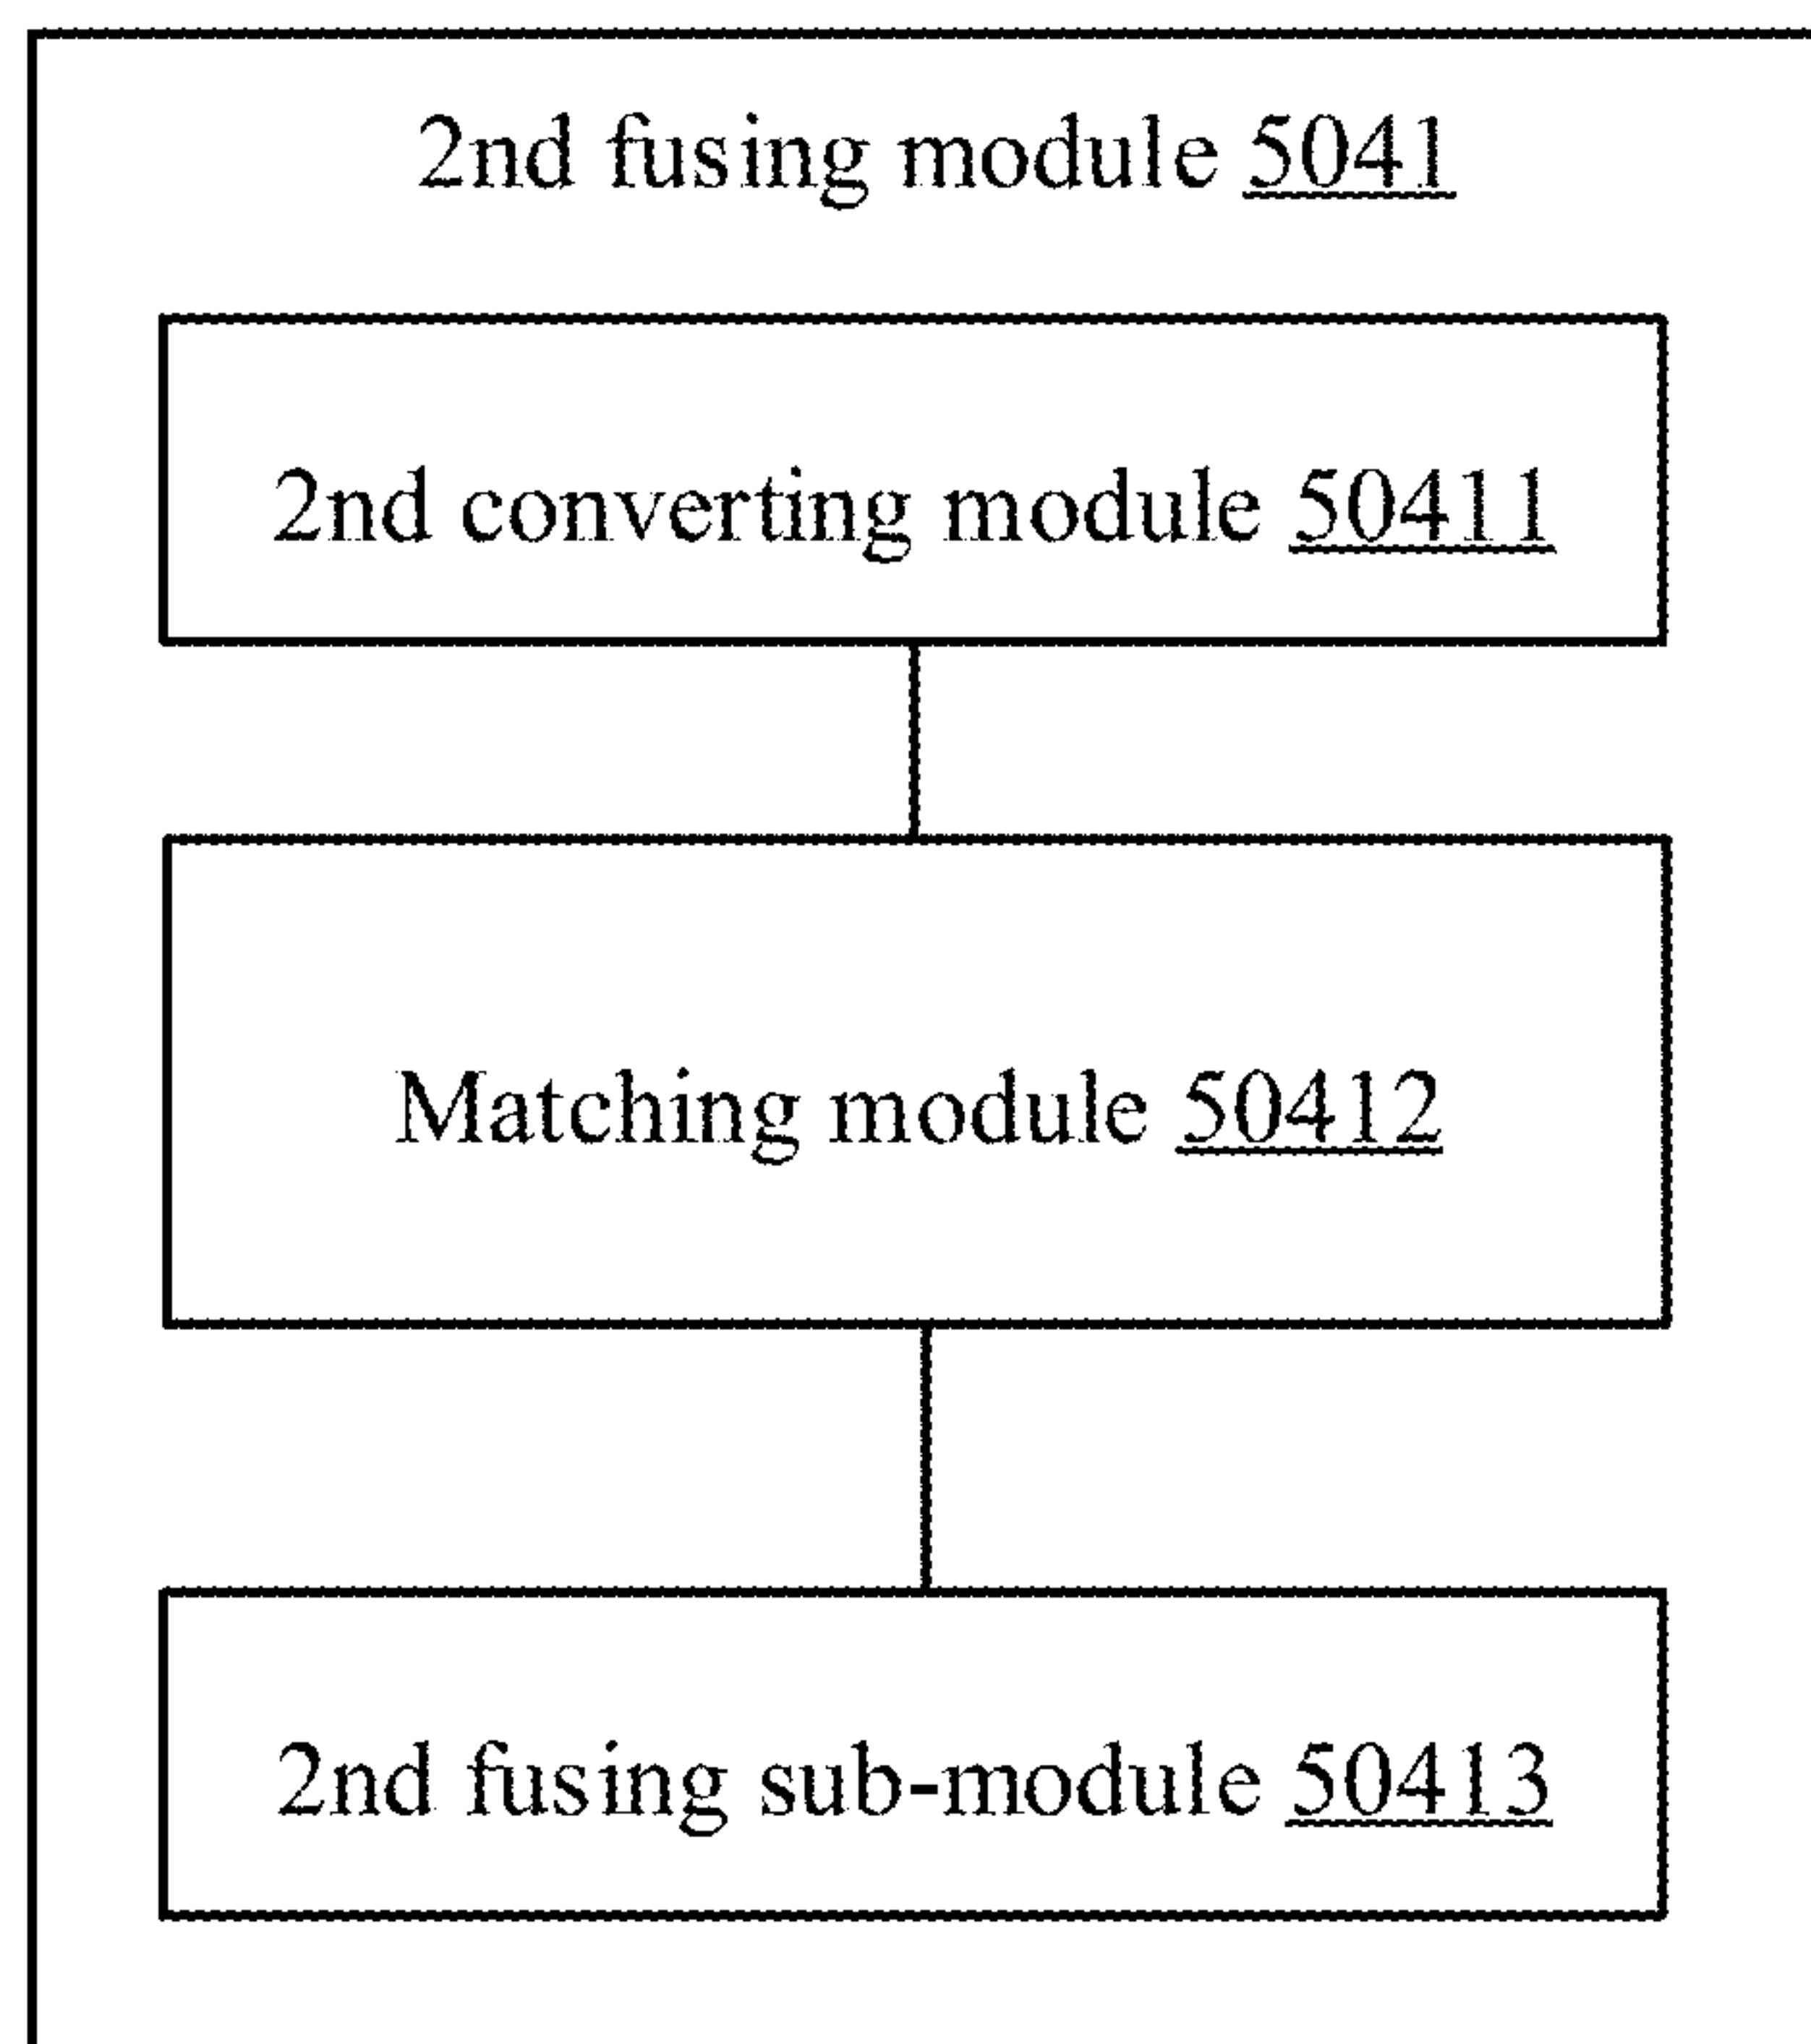 2nd fusing module 5041
2nd converting module 50411
Matching module 50412
2nd fusing sub-module 50413